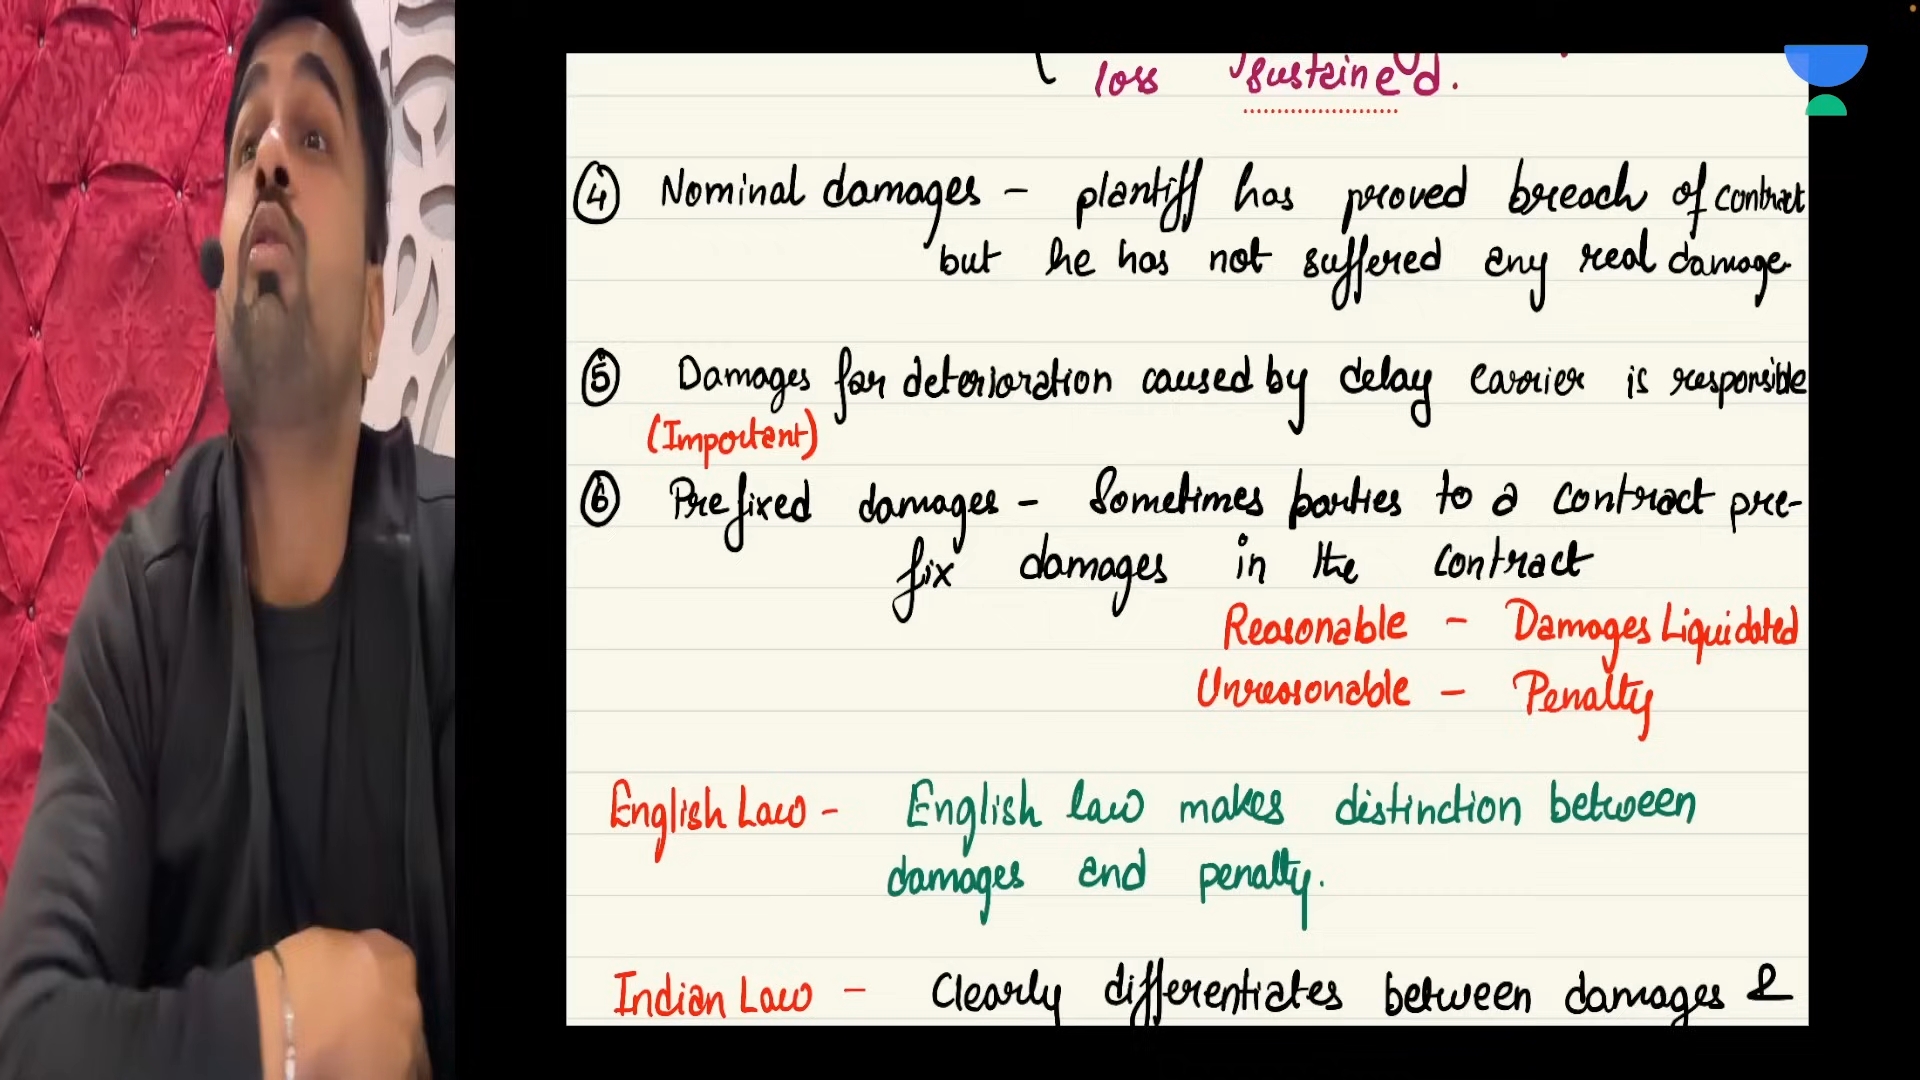 loss sustained.
④ Nominal damages - plantiff has proved breach of contract
but he has not suffered any real damage
⑤ Damages for deterioration caused by delay carrier is responsible
(Important)
⑥ Prefixed damages - Sometimes parties to a contract pre-
fix damages in the contract
Reasonable - Damages Liquidated
Unreasonable - Penalty
English Law - English law makes distinction between
damages and penalty.
Indian Law - Clearly differentiates between damages &